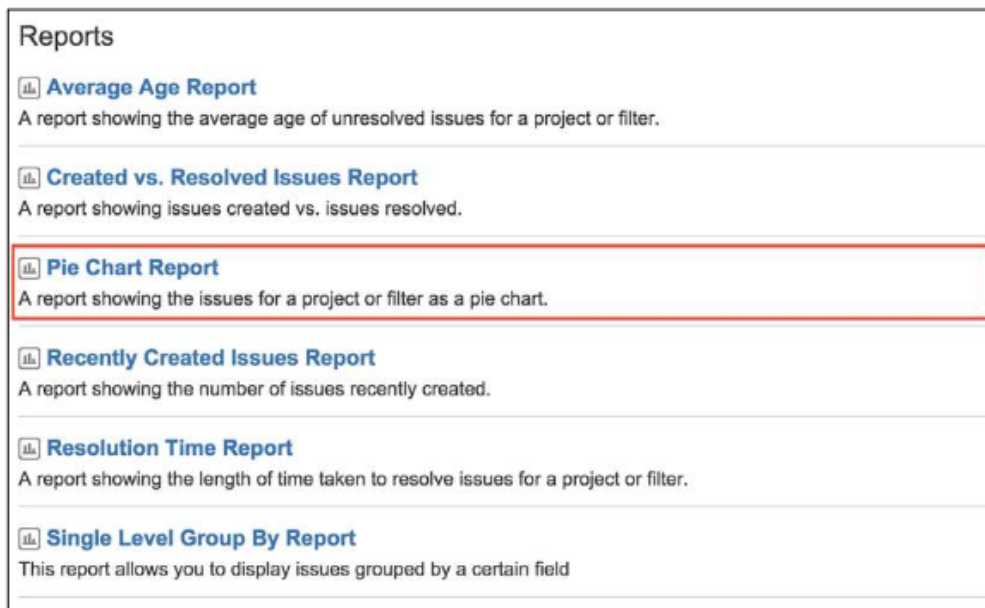 Reports
Average Age Report
A report showing the average age of unresolved issues for a project or filter.
Created vs. Resolved Issues Report
A report showing issues created vs. issues resolved.
Pie Chart Report
A report showing the issues for a project or filter as a pie chart.
Recently Created Issues Report
A report showing the number of issues recently created.
Resolution Time Report
A report showing the length of time taken to resolve issues for a project or filter.
Single Level Group By Report
This report allows you to display issues grouped by a certain field